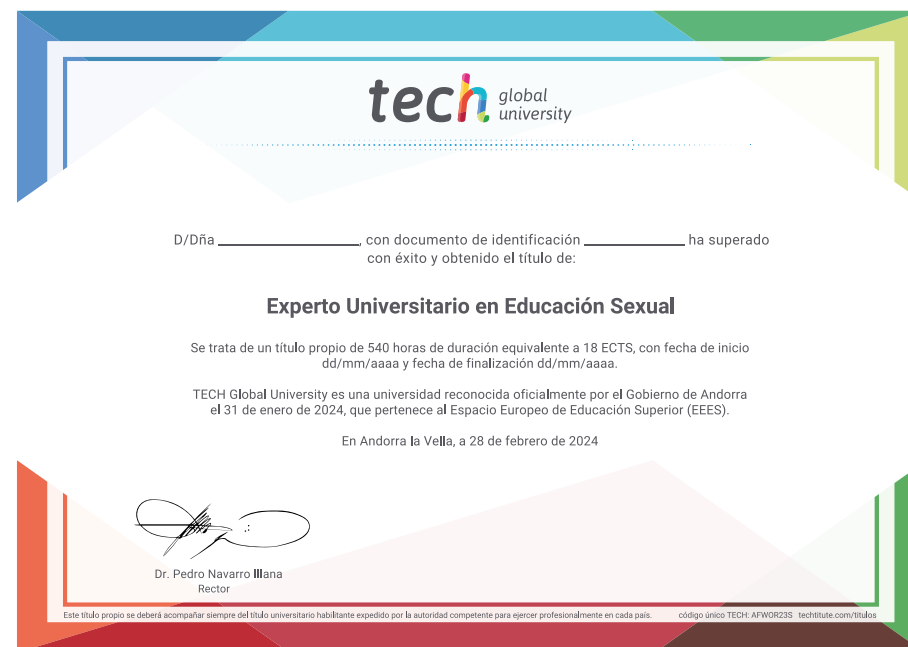 tech global university
D/Dña ____________________, con documento de identificación ______________ ha superado
con éxito y obtenido el título de:
Experto Universitario en Educación Sexual
Se trata de un título propio de 540 horas de duración equivalente a 18 ECTS, con fecha de inicio
dd/mm/aaaa y fecha de finalización dd/mm/aaaa.
TECH Global University es una universidad reconocida oficialmente por el Gobierno de Andorra
el 31 de enero de 2024, que pertenece al Espacio Europeo de Educación Superior (EEES).
En Andorra la Vella, a 28 de febrero de 2024
Dr. Pedro Navarro Illana
Rector
Este título propio se deberá acompañar siempre del título universitario habilitante expedido por la autoridad competente para ejercer profesionalmente en cada país. código único TECH: AFWOR23S techtitute.com/titulos